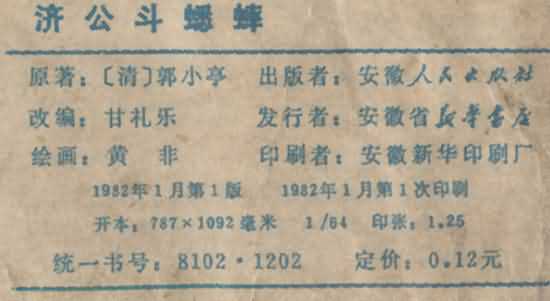 济公斗蟋蟀
原著：〔清〕郭小亭 出版者：安徽人民出版社
改编：甘礼乐 发行者：安徽省新华书店
绘画：黄 非 印刷者：安徽新华印刷厂
1982年1月第1版 1982年1月第1次印刷
开本：787×1092毫米 1/64 印张：1.25
统一书号：8102·1202 定价：0.12元